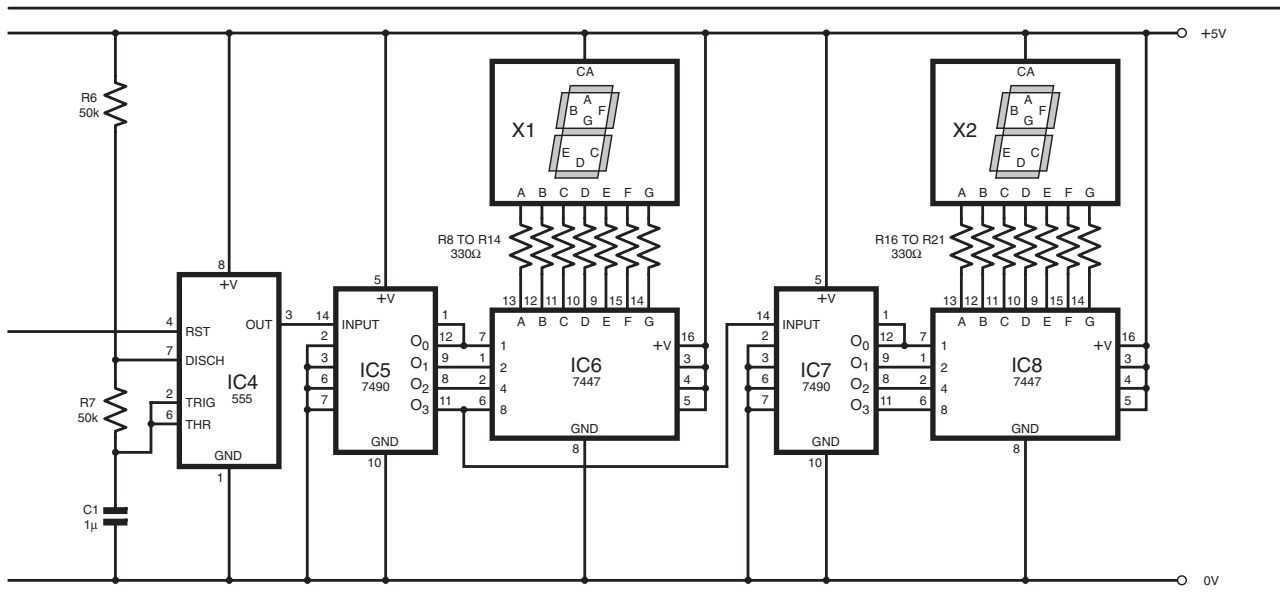 +5V
R6
50k
CA
A
B F
G
E C
D
X1
A B C D E F G
R8 TO R14
330Ω
13 12 11 10 9 15 14
CA
A
B F
G
E C
D
X2
A B C D E F G
R16 TO R21
330Ω
13 12 11 10 9 15 14
8
+V
4 RST
OUT 3
7 DISCH
IC4
555
R7
50k
2 TRIG
6 THR
GND
1
C1
1µ
5
+V
14 INPUT
1
2
O0 12
3
O1 9
IC5
7490
6
O2 8
7
O3 11
GND
10
A B C D E F G
7 1
+V 16
1 2
3
IC6
7447
2 4
4
6 8
5
GND
8
5
+V
14 INPUT
1
2
O0 12
3
O1 9
IC7
7490
6
O2 8
7
O3 11
GND
10
A B C D E F G
7 1
+V 16
1 2
3
IC8
7447
2 4
4
6 8
5
GND
8
0V